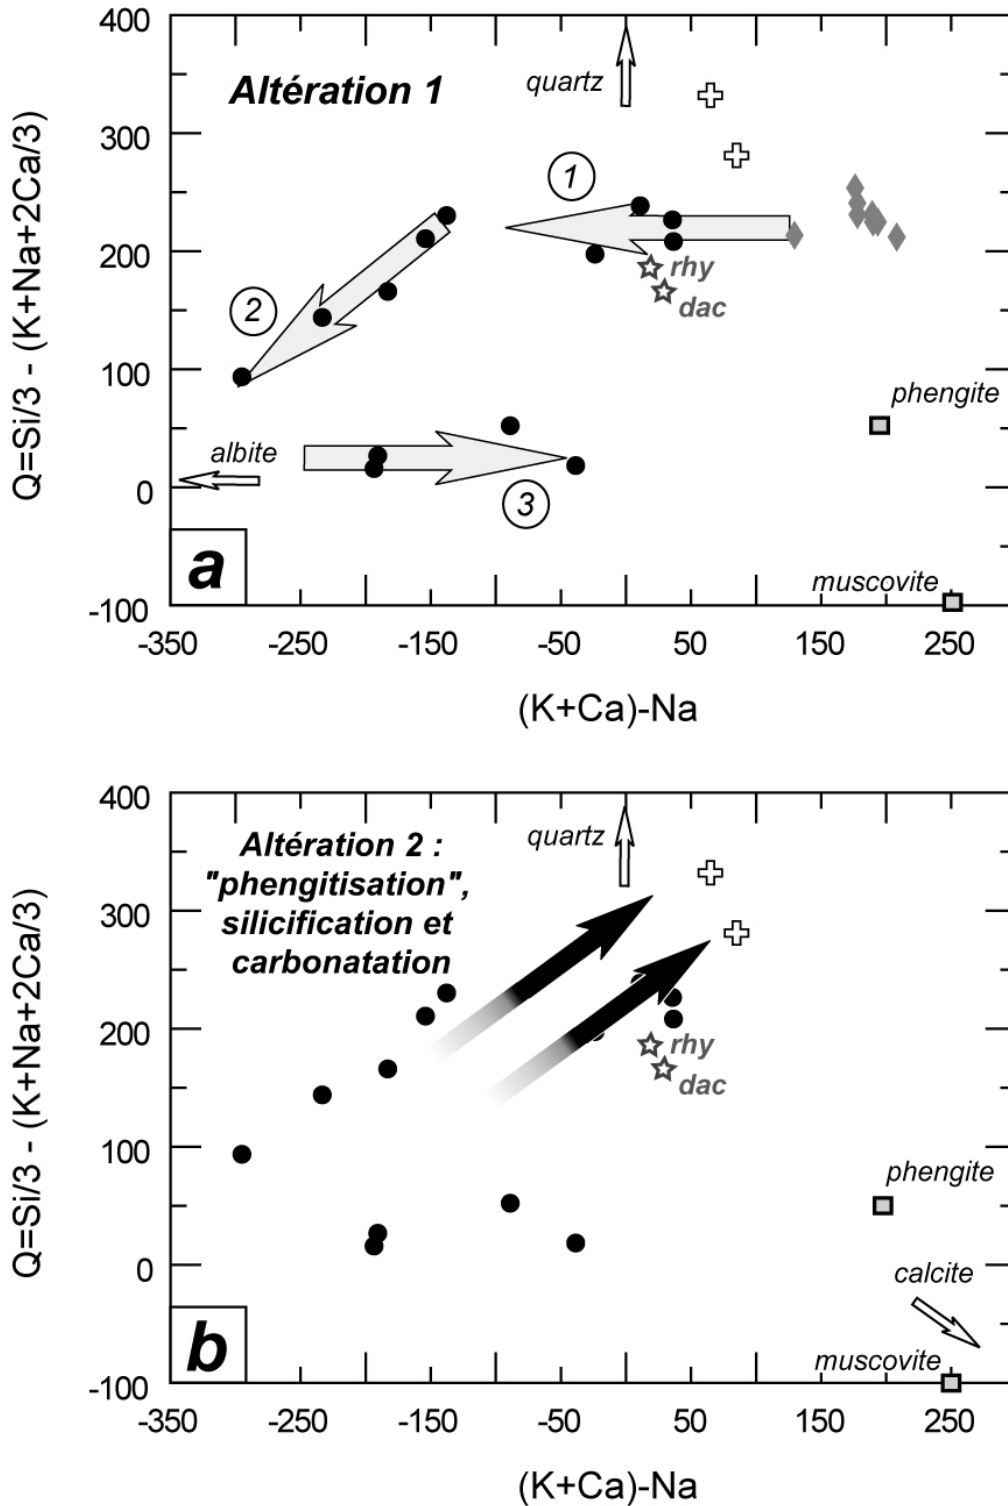 Q=Si/3 - (K+Na+2Ca/3)
400
300
200
100
0
-100
Altération 1
quartz
1
2
3
rhy
dac
phengite
albite
muscovite
a
-350
-250
-150
-50
50
150
250
(K+Ca)-Na
Q=Si/3 - (K+Na+2Ca/3)
400
300
200
100
0
-100
Altération 2 :
"phengitisation",
silicification et
carbonatation
quartz
rhy
dac
phengite
calcite
muscovite
b
-350
-250
-150
-50
50
150
250
(K+Ca)-Na